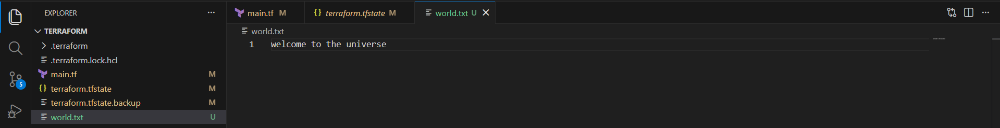 EXPLORER ...
TERRAFORM
.terraform
.terraform.lock.hcl
main.tf M
terraform.tfstate M
terraform.tfstate.backup M
world.txt U
5
main.tf M
terraform.tfstate M
world.txt U
world.txt
1 welcome to the universe